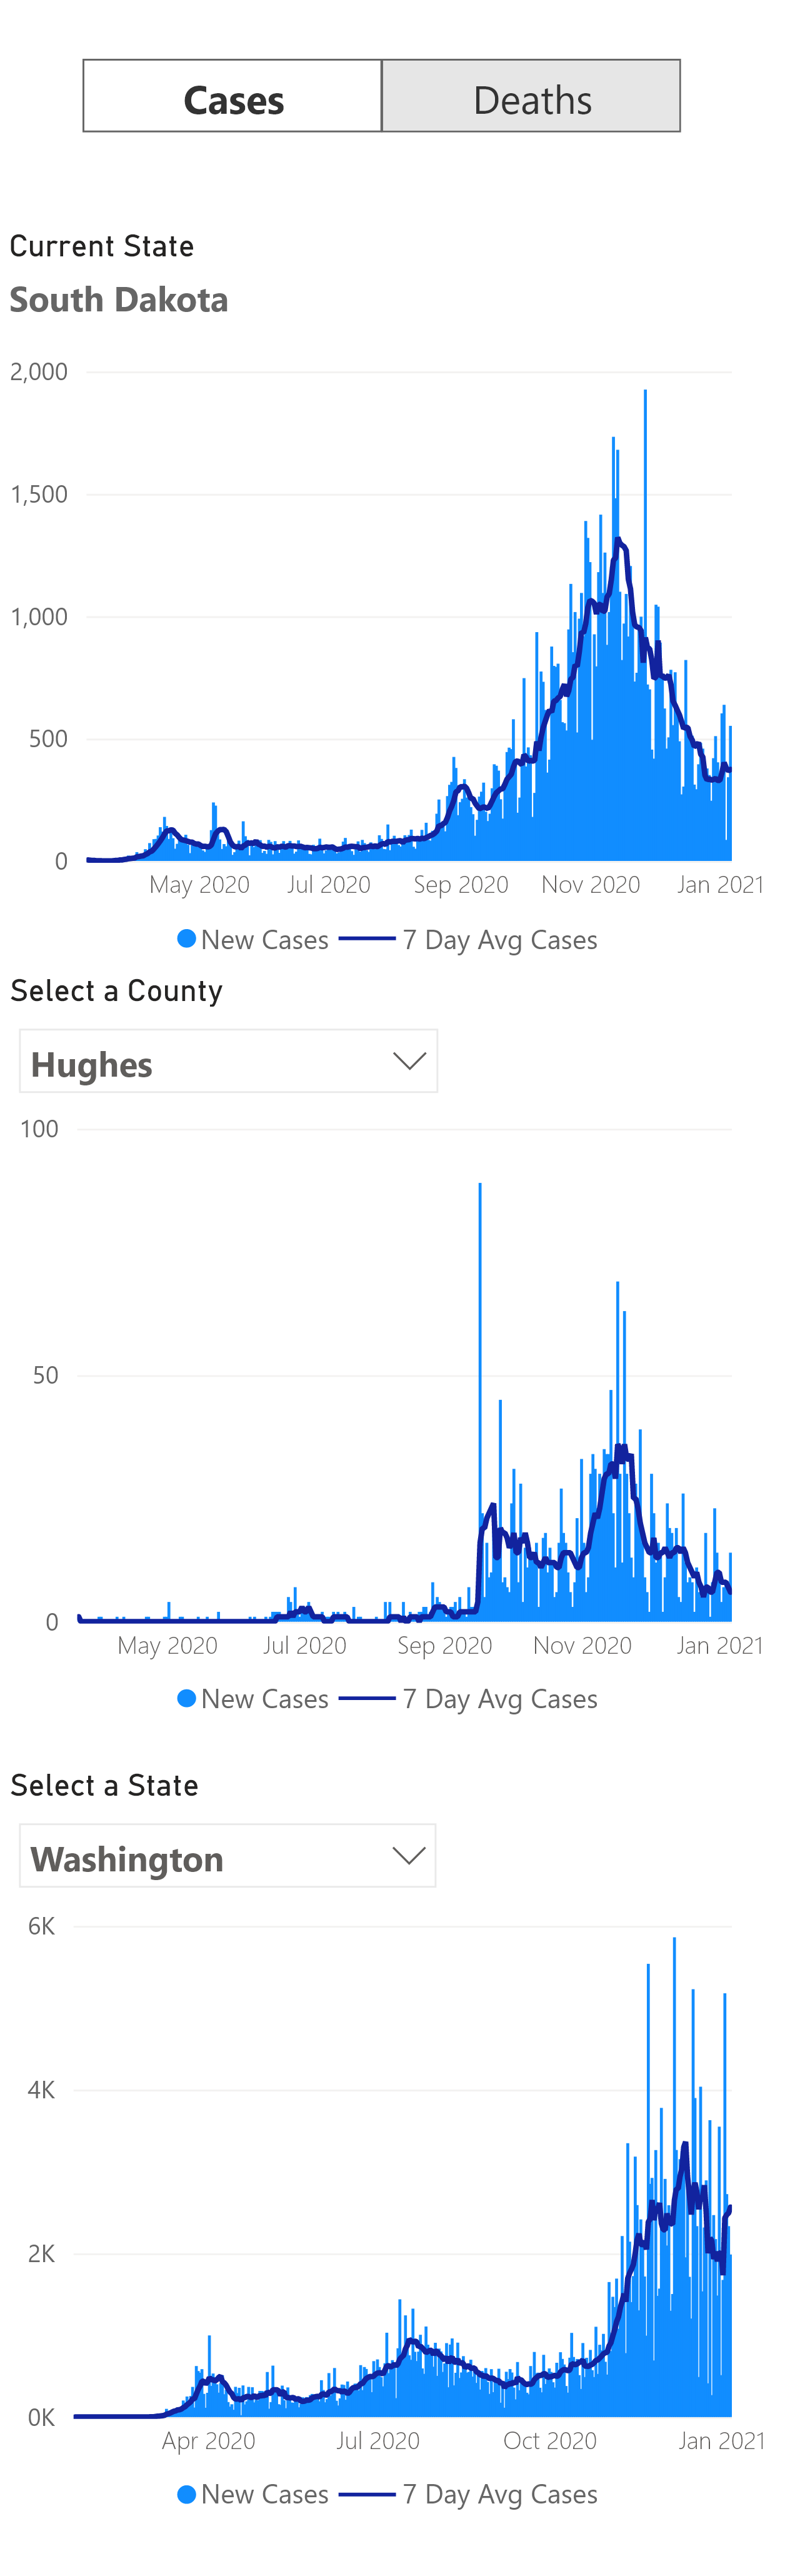 Cases Deaths
Current State
South Dakota
2,000
1,500
1,000
500
0
May 2020 Jul 2020 Sep 2020 Nov 2020 Jan 2021
New Cases 7 Day Avg Cases
Select a County
Hughes
100
50
0
May 2020 Jul 2020 Sep 2020 Nov 2020 Jan 2021
New Cases 7 Day Avg Cases
Select a State
Washington
6K
4K
2K
0K
Apr 2020 Jul 2020 Oct 2020 Jan 2021
New Cases 7 Day Avg Cases